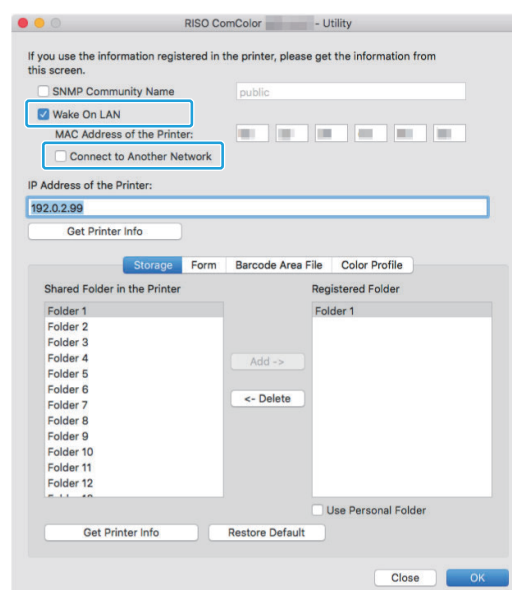 RISO ComColor - Utility
If you use the information registered in the printer, please get the information from
this screen.
SNMP Community Name public
Wake On LAN
MAC Address of the Printer:
Connect to Another Network
IP Address of the Printer:
192.0.2.99
Get Printer Info
Storage Form Barcode Area File Color Profile
Shared Folder in the Printer Registered Folder
Folder 1 Folder 1
Folder 2
Folder 3
Folder 4
Folder 5
Folder 6
Folder 7
Folder 8
Folder 9
Folder 10
Folder 11
Folder 12
Add ->
<- Delete
Use Personal Folder
Get Printer Info Restore Default
Close OK